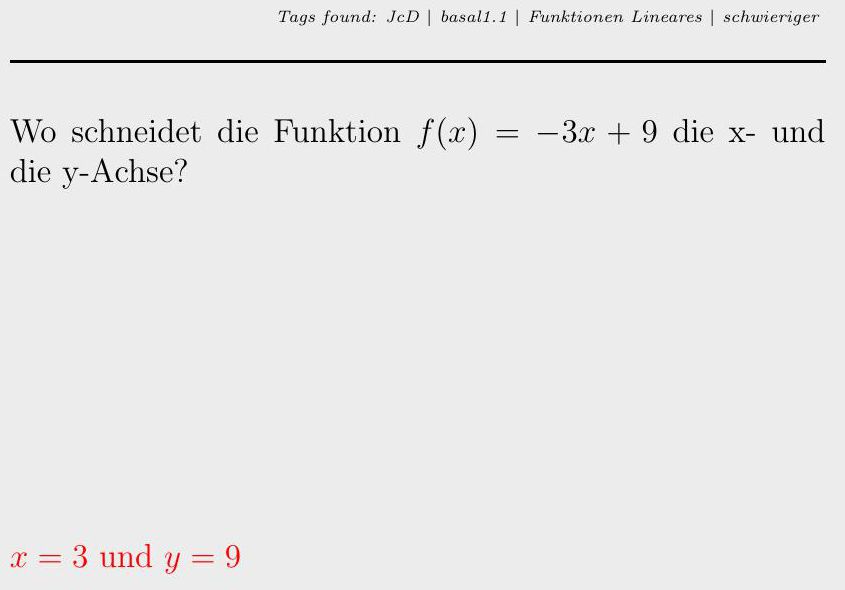 Tags found: JcD | basal1.1 | Funktionen Lineares | schwieriger
Wo schneidet die Funktion f(x) = −3x + 9 die x- und
die y-Achse?
x = 3 und y = 9